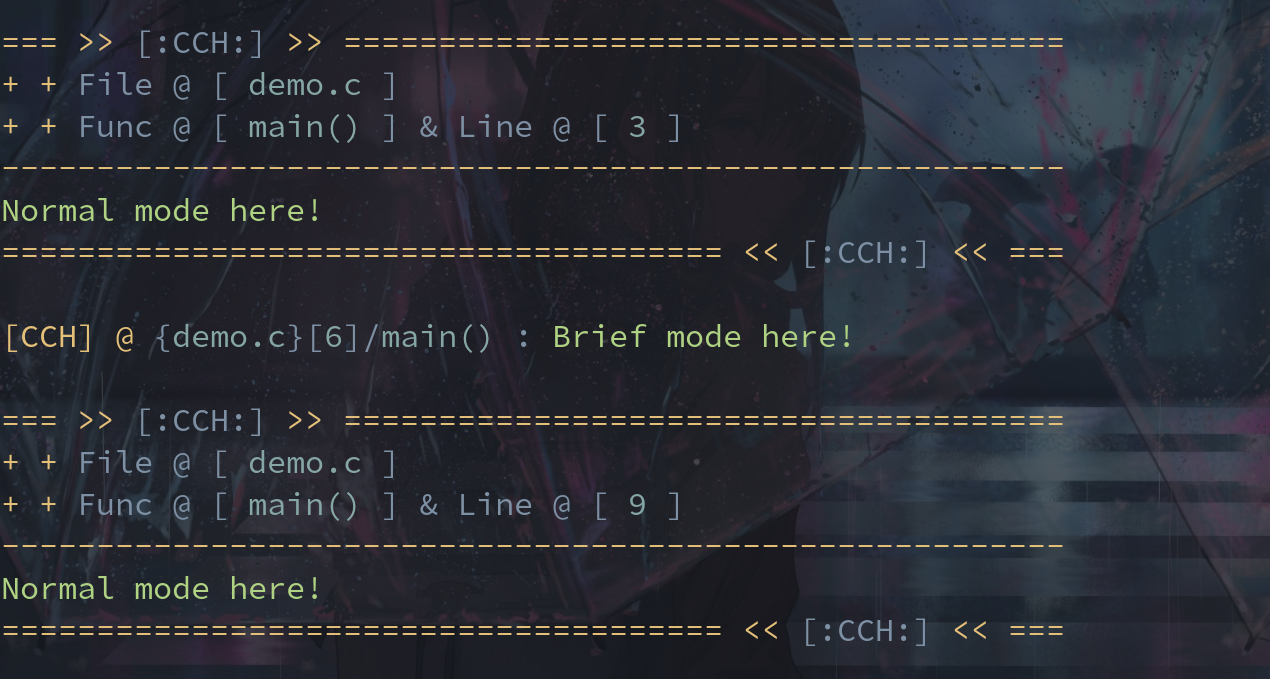 === >> [:CCH:] >> ======================================
+ + File @ [ demo.c ]
+ + Func @ [ main() ] & Line @ [ 3 ]
--------------------------------------------------------
Normal mode here!
====================================== << [:CCH:] << ===
[CCH] @ {demo.c}[6]/main() : Brief mode here!
=== >> [:CCH:] >> ======================================
+ + File @ [ demo.c ]
+ + Func @ [ main() ] & Line @ [ 9 ]
--------------------------------------------------------
Normal mode here!
====================================== << [:CCH:] << ===